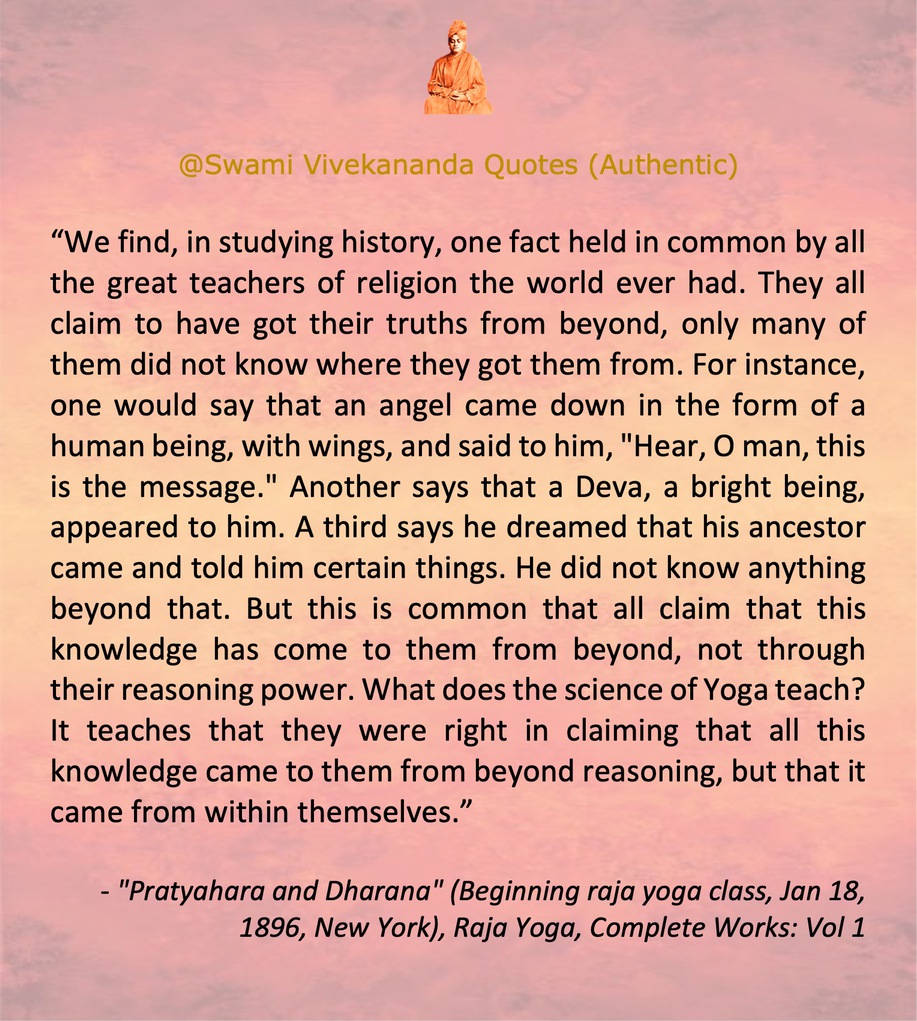 @Swami Vivekananda Quotes (Authentic)
“We find, in studying history, one fact held in common by all
the great teachers of religion the world ever had. They all
claim to have got their truths from beyond, only many of
them did not know where they got them from. For instance,
one would say that an angel came down in the form of a
human being, with wings, and said to him, "Hear, O man, this
is the message." Another says that a Deva, a bright being,
appeared to him. A third says he dreamed that his ancestor
came and told him certain things. He did not know anything
beyond that. But this is common that all claim that this
knowledge has come to them from beyond, not through
their reasoning power. What does the science of Yoga teach?
It teaches that they were right in claiming that all this
knowledge came to them from beyond reasoning, but that it
came from within themselves.”
- "Pratyahara and Dharana" (Beginning raja yoga class, Jan 18,
1896, New York), Raja Yoga, Complete Works: Vol 1